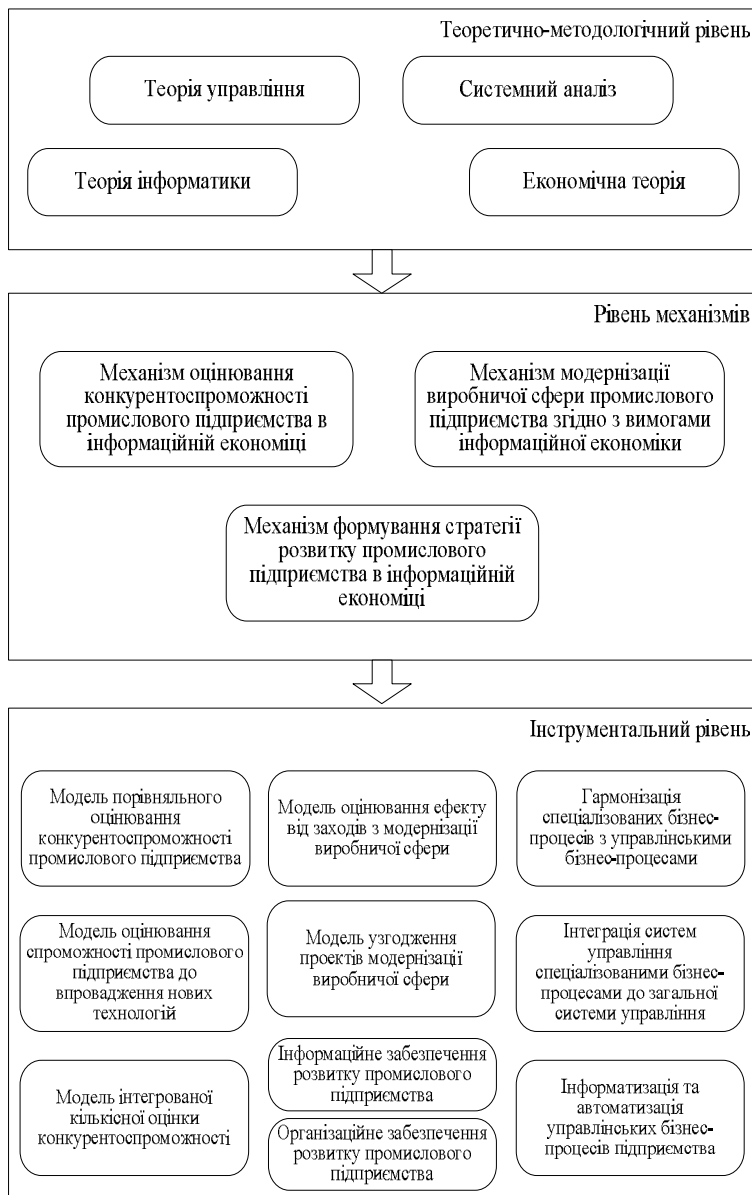 Теоретично-методологічний рівень
Теорія управління
Системний аналіз
Теорія інформатики
Економічна теорія
Рівень механізмів
Механізм оцінювання
конкурентоспроможності
промислового підприємства в
інформаційній економіці
Механізм модернізації
виробничої сфери промислового
підприємства згідно з вимогами
інформаційної економіки
Механізм формування стратегії
розвитку промислового
підприємства в інформаційній
економіці
Інструментальний рівень
Модель порівняльного
оцінювання
конкурентоспроможності
промислового підприємства
Модель оцінювання ефекту
від заходів з модернізації
виробничої сфери
Гармонізація
спеціалізованих бізнес-
процесів з управлінськими
бізнес-процесами
Модель оцінювання
спроможності промислового
підприємства до
впровадження нових
технологій
Модель узгодження
проектів модернізації
виробничої сфери
Інтеграція систем
управління
спеціалізованими бізнес-
процесами до загальної
системи управління
Модель інтегрованої
кількісної оцінки
конкурентоспроможності
Інформаційне забезпечення
розвитку промислового
підприємства
Організаційне забезпечення
розвитку промислового
підприємства
Інформатизація та
автоматизація
управлінських бізнес-
процесів підприємства